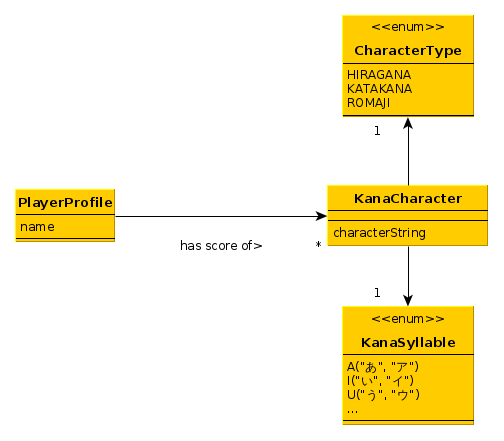 <<enum>>
CharacterType
HIRAGANA
KATAKANA
ROMAJI
1
PlayerProfile
name
has score of>
*
KanaCharacter
characterString
1
<<enum>>
KanaSyllable
A("あ", "ア")
I("い", "イ")
U("う", "ウ")
...